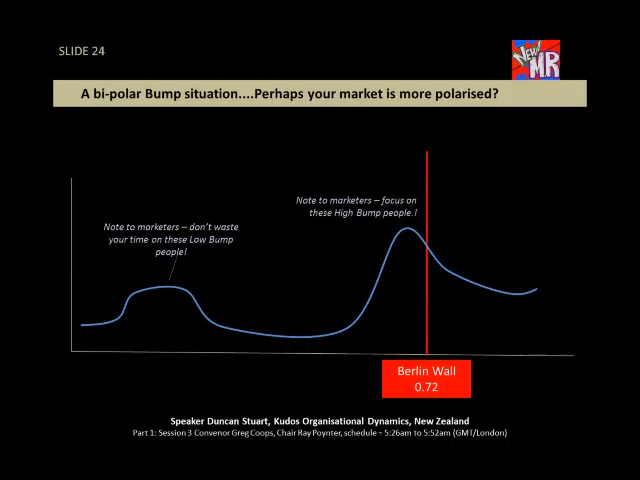 SLIDE 24
NEW!
MR
A bi-polar Bump situation....Perhaps your market is more polarised?
Note to marketers – focus on
these High Bump people.!
Note to marketers – don't waste
your time on these Low Bump
people!
Berlin Wall
0.72
Speaker Duncan Stuart, Kudos Organisational Dynamics, New Zealand
Part 1: Session 3 Convenor Greg Coops, Chair Ray Poynter, schedule = 5:26am to 5:52am (GMT/London)